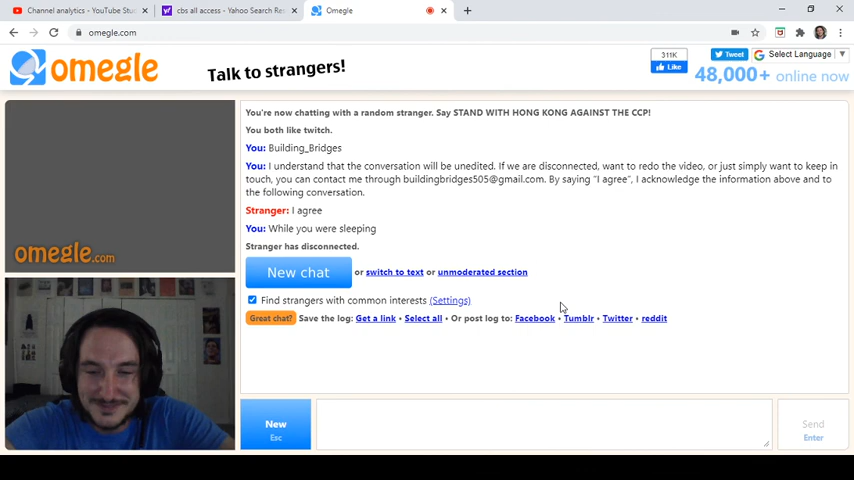 Channel analytics - YouTube Stu
cbs all access - Yahoo Search Res
Omegle
omegle.com
omegle
Talk to strangers!
311K
Like
Tweet
Select Language
48,000+ online now
You're now chatting with a random stranger. Say STAND WITH HONG KONG AGAINST THE CCP!
You both like twitch.
You: Building_Bridges
You: I understand that the conversation will be unedited. If we are disconnected, want to redo the video, or just simply want to keep in
touch, you can contact me through buildingbridges505@gmail.com. By saying "I agree", I acknowledge the information above and to
the following conversation.
Stranger: I agree
You: While you were sleeping
Stranger has disconnected.
New chat or switch to text or unmoderated section
Find strangers with common interests (Settings)
Great chat? Save the log: Get a link • Select all • Or post log to: Facebook • Tumblr • Twitter • reddit
omegle.com
New
Esc
Send
Enter